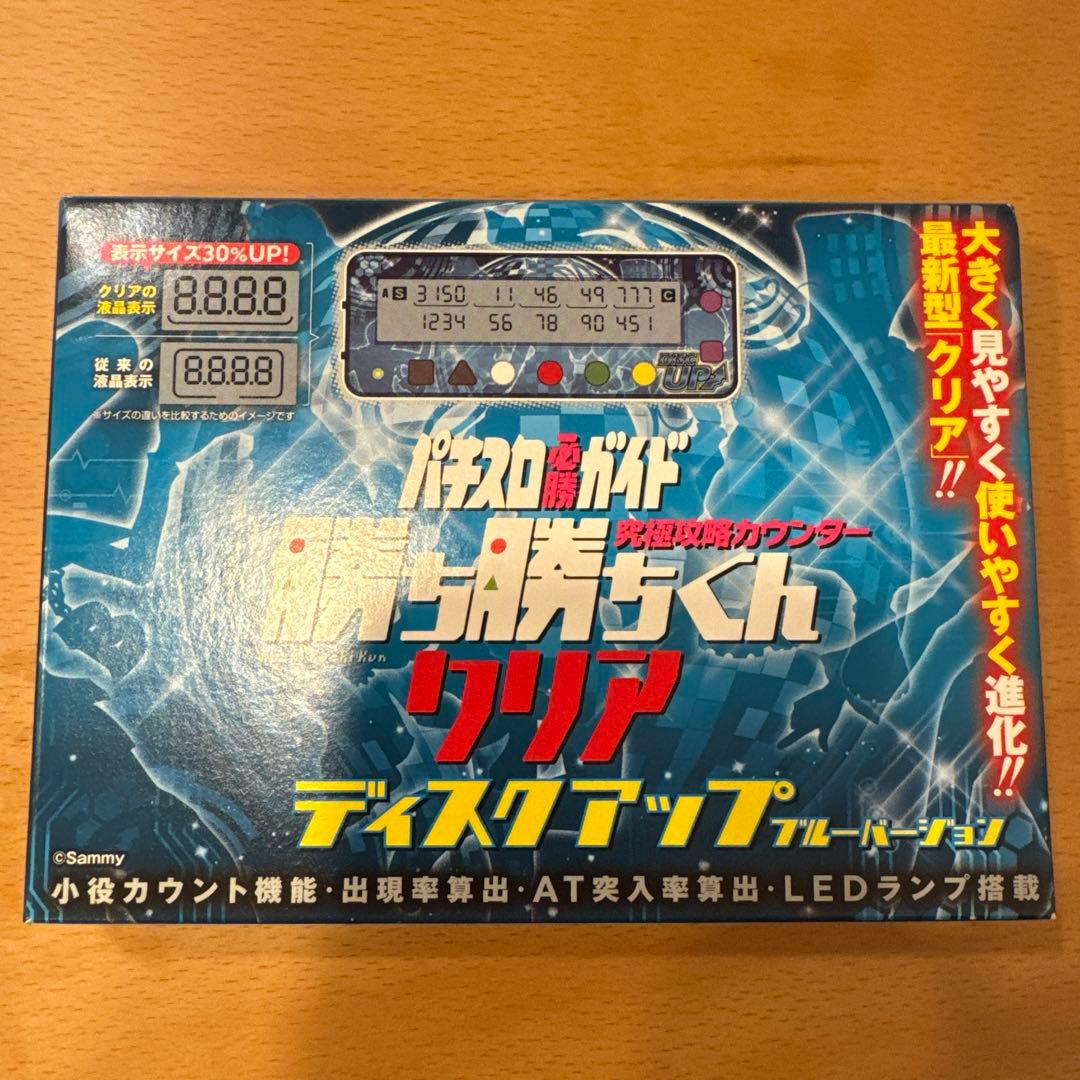 表示サイズ30%UP!
クリアの
液晶表示
8.8.8.8
従来の
液晶表示
8.8.8.8
※サイズの違いを比較するためのイメージです
A S 3150 11 46 49 777 C
1234 56 78 90 451
DISC
UP
大きく見やすく使いやすく進化!!
最新型「クリア」!!
パチスロ必勝ガイド
究極攻略カウンター
勝ち勝ちくん
クリア
ディスクアップ ブルーバージョン
©Sammy
小役カウント機能・出現率算出・AT突入率算出・LEDランプ搭載